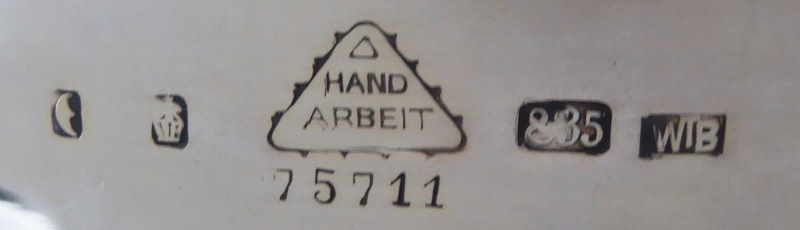 HAND
ARBEIT
835 WTB
75711